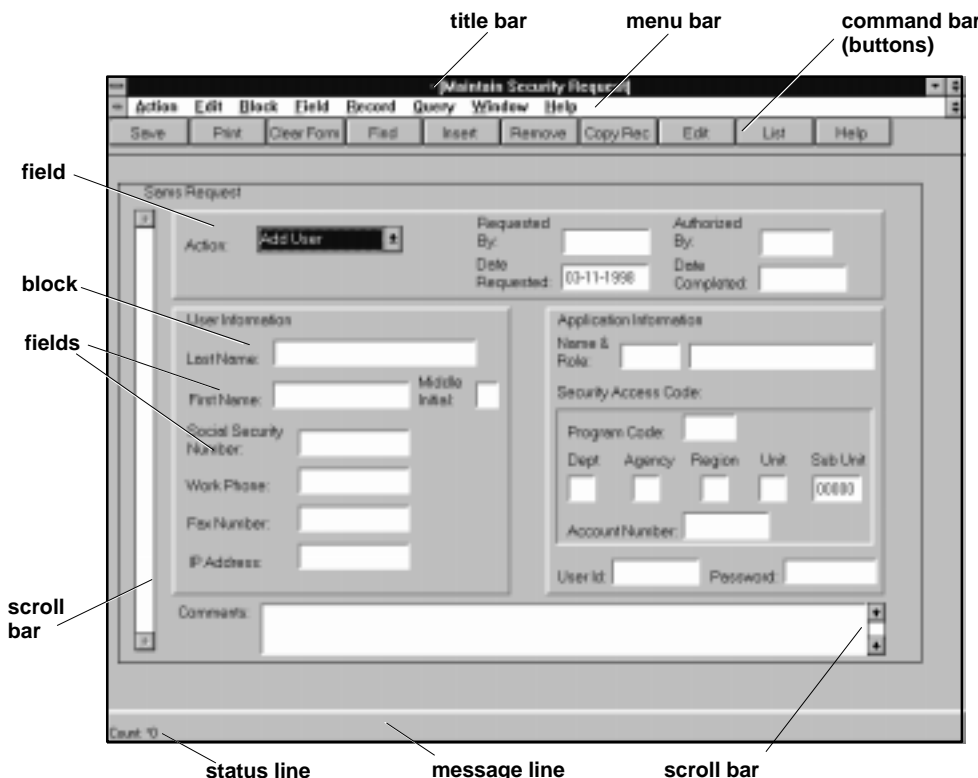 title bar
menu bar
command bar
(buttons)
Maintain Security Request
Action Edit Block Field Record Query Window Help
Save Print Clear Form Find Insert Remove Copy Rec Edit List Help
field
Sams Request
Action: Add User
Requested By:
Authorized By:
Date Requested: 03-11-1998
Date Completed:
block
User Information
Application Information
fields
Last Name:
Name & Role:
First Name:
Middle Initial:
Security Access Code:
Social Security Number:
Program Code:
Dept Agency Region Unit Sub Unit
Work Phone:
00000
Fax Number:
Account Number:
IP Address:
User Id:
Password:
scroll bar
Comments:
Count: *0
status line
message line
scroll bar